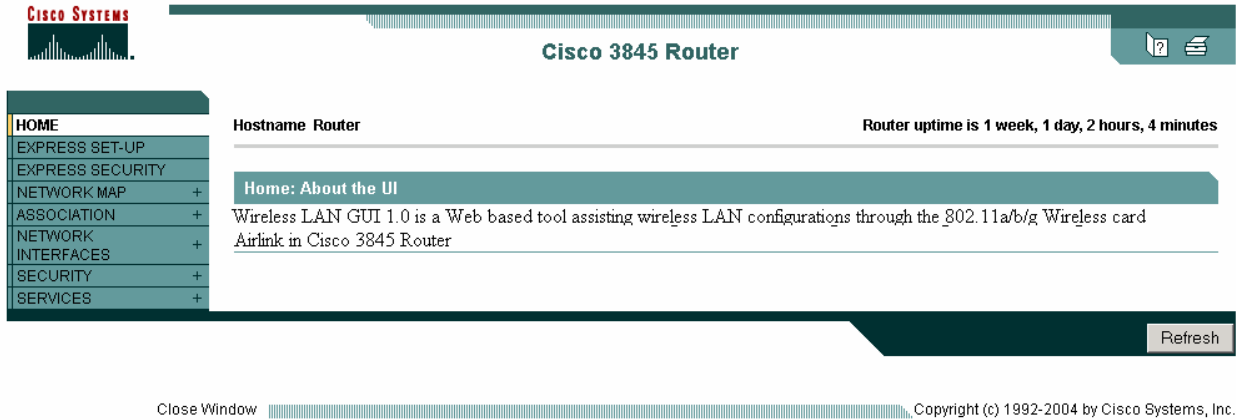 CISCO SYSTEMS
Cisco 3845 Router
?
HOME
EXPRESS SET-UP
EXPRESS SECURITY
NETWORK MAP +
ASSOCIATION +
NETWORK
INTERFACES +
SECURITY +
SERVICES +
Hostname Router
Router uptime is 1 week, 1 day, 2 hours, 4 minutes
Home: About the UI
Wireless LAN GUI 1.0 is a Web based tool assisting wireless LAN configurations through the 802.11a/b/g Wireless card
Airlink in Cisco 3845 Router
Refresh
Close Window
Copyright (c) 1992-2004 by Cisco Systems, Inc.